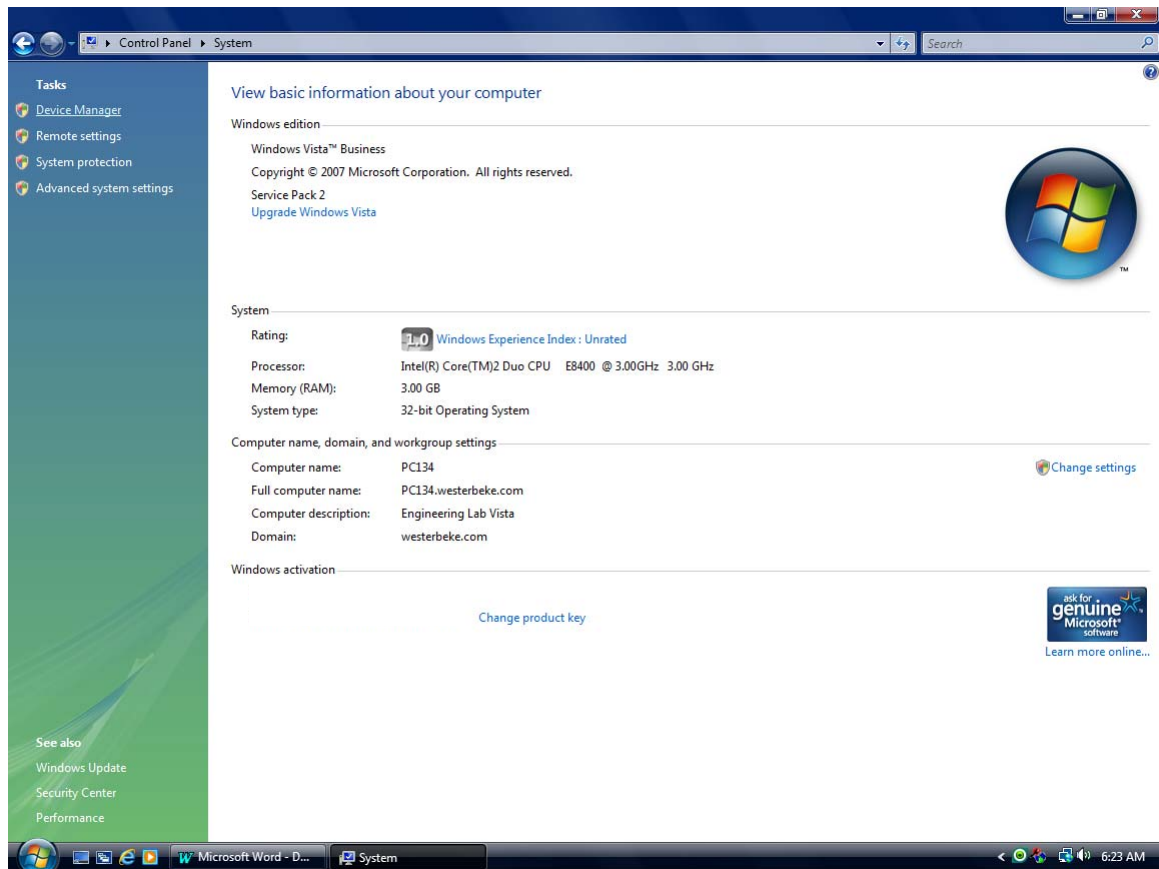 Control Panel System
Search
Tasks
Device Manager
Remote settings
System protection
Advanced system settings
View basic information about your computer
Windows edition
Windows Vista™ Business
Copyright © 2007 Microsoft Corporation. All rights reserved.
Service Pack 2
Upgrade Windows Vista
TM
System
Rating: 1.0 Windows Experience Index : Unrated
Processor: Intel(R) Core(TM)2 Duo CPU E8400 @ 3.00GHz 3.00 GHz
Memory (RAM): 3.00 GB
System type: 32-bit Operating System
Computer name, domain, and workgroup settings
Computer name: PC134
Change settings
Full computer name: PC134.westerbeke.com
Computer description: Engineering Lab Vista
Domain: westerbeke.com
Windows activation
Change product key
ask for
genuine
Microsoft®
software
Learn more online...
See also
Windows Update
Security Center
Performance
Microsoft Word - D... System 6:23 AM